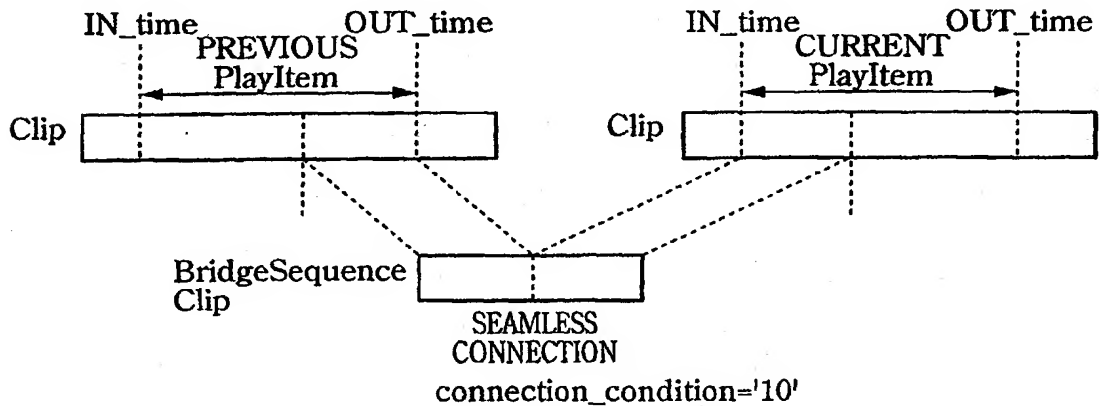 IN_time
OUT_time
PREVIOUS
PlayItem
Clip
IN_time
OUT_time
CURRENT
PlayItem
Clip
BridgeSequence
Clip
SEAMLESS
CONNECTION
connection_condition='10'